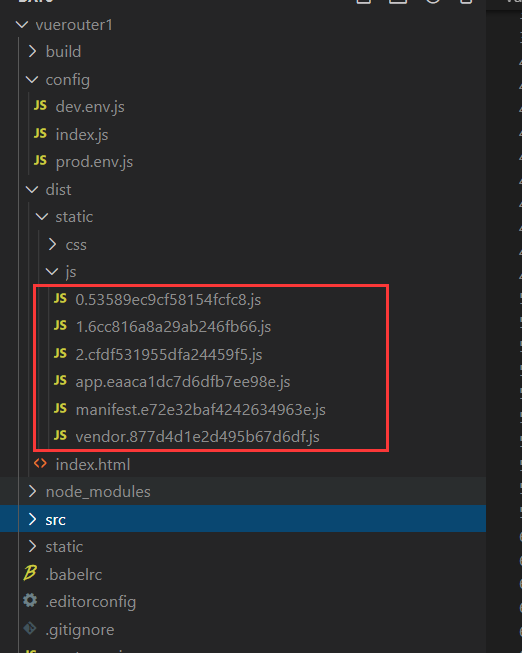 vuerouter1
build
config
JS dev.env.js
JS index.js
JS prod.env.js
dist
static
css
js
JS 0.53589ec9cf58154fcfc8.js
JS 1.6cc816a8a29ab246fb66.js
JS 2.cfdf531955dfa24459f5.js
JS app.eaaca1dc7d6dfb7ee98e.js
JS manifest.e72e32baf4242634963e.js
JS vendor.877d4d1e2d495b67d6df.js
<> index.html
node_modules
src
static
.babelrc
.editorconfig
.gitignore